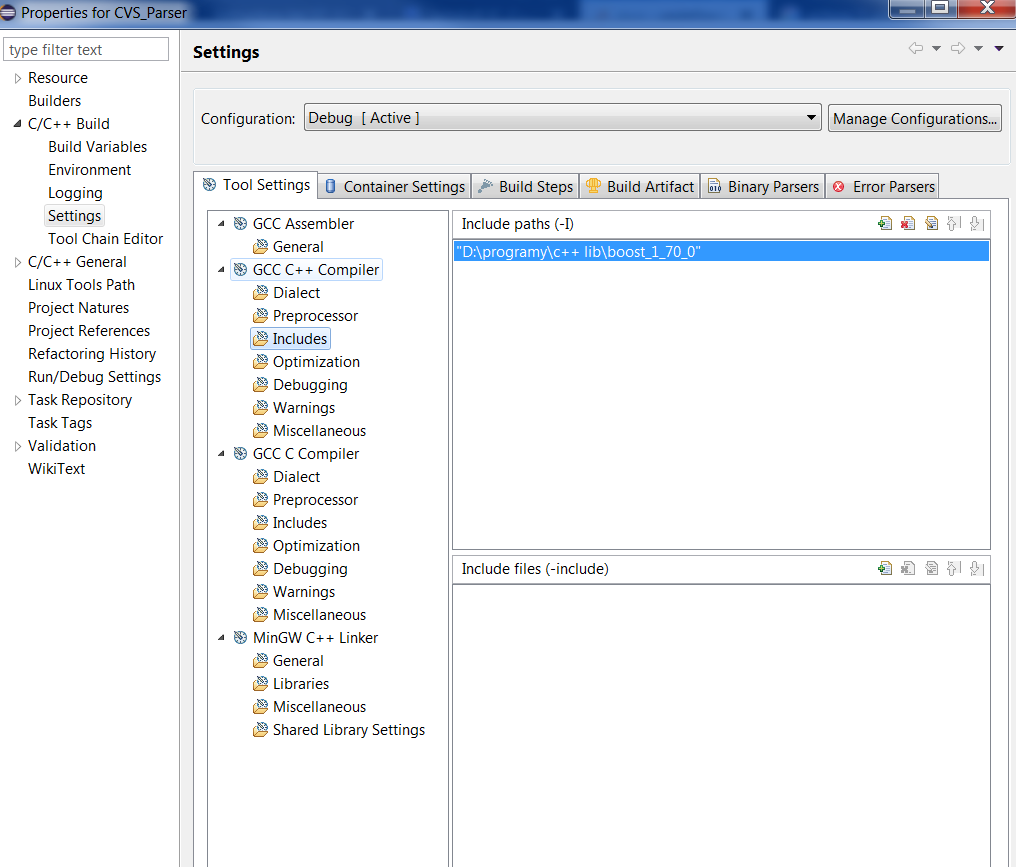 Properties for CVS_Parser
type filter text
Resource
Builders
C/C++ Build
Build Variables
Environment
Logging
Settings
Tool Chain Editor
C/C++ General
Linux Tools Path
Project Natures
Project References
Refactoring History
Run/Debug Settings
Task Repository
Task Tags
Validation
WikiText
Settings
Configuration: Debug [ Active ] Manage Configurations...
Tool Settings Container Settings Build Steps Build Artifact Binary Parsers Error Parsers
GCC Assembler
General
GCC C++ Compiler
Dialect
Preprocessor
Includes
Optimization
Debugging
Warnings
Miscellaneous
GCC C Compiler
Dialect
Preprocessor
Includes
Optimization
Debugging
Warnings
Miscellaneous
MinGW C++ Linker
General
Libraries
Miscellaneous
Shared Library Settings
Include paths (-I)
"D:\programy\c++ lib\boost_1_70_0"
Include files (-include)